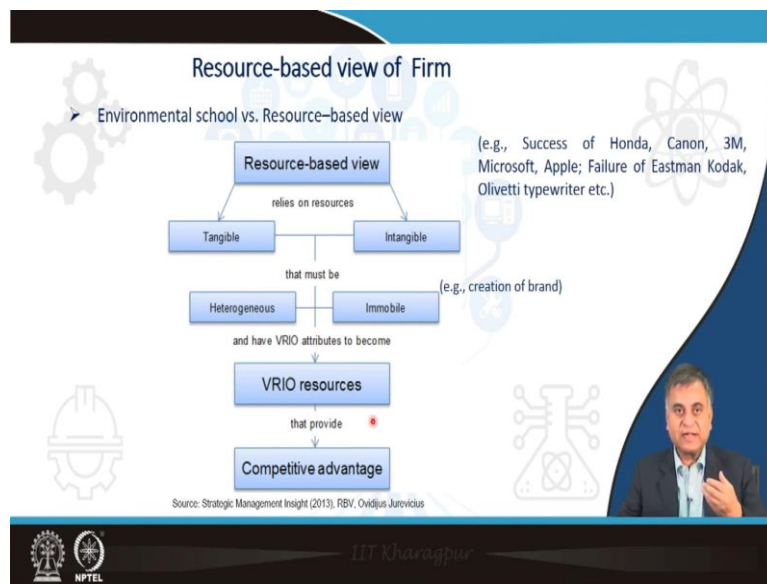 Resource-based view of Firm
➤ Environmental school vs. Resource–based view
(e.g., Success of Honda, Canon, 3M,
Microsoft, Apple; Failure of Eastman Kodak,
Olivetti typewriter etc.)
Resource-based view
relies on resources
Tangible
Intangible
that must be
(e.g., creation of brand)
Heterogeneous
Immobile
and have VRIO attributes to become
VRIO resources
that provide
Competitive advantage
Source: Strategic Management Insight (2013), RBV, Ovidijus Jurevicius
IIT Kharagpur
NPTEL